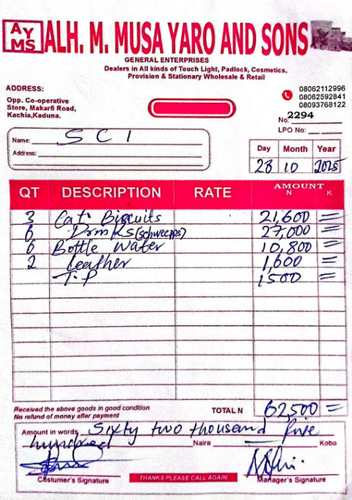 AYMS ALH. M. MUSA YARO AND SONS
GENERAL ENTERPRISES
Dealers in All kinds of Touch Light, Padlock, Cosmetics,
Provision & Stationary Wholesale & Retail
ADDRESS:
Opp. Co-operative
Store, Makarfi Road,
Kachia,Kaduna.
08062112996
08062592841
08093768122
No: 2294
LPO No:
Name: SCI
Address:
Day Month Year
28 10 2025
QT DESCRIPTION RATE AMOUNT
N K
3 Cat. Biscuits 21,600 =
6 Drinks (schweeps) 27,000 =
6 Bottle Water 10,800 =
2 leather 1,600 =
T.P 1500 =
Received the above goods in good condition
No refund of money after payment
TOTAL N 62500 =
Amount in words Sixty two thousand five
hundred Naira Kobo
Costumer's Signature
THANKS PLEASE CALL AGAIN
Manager's Signature